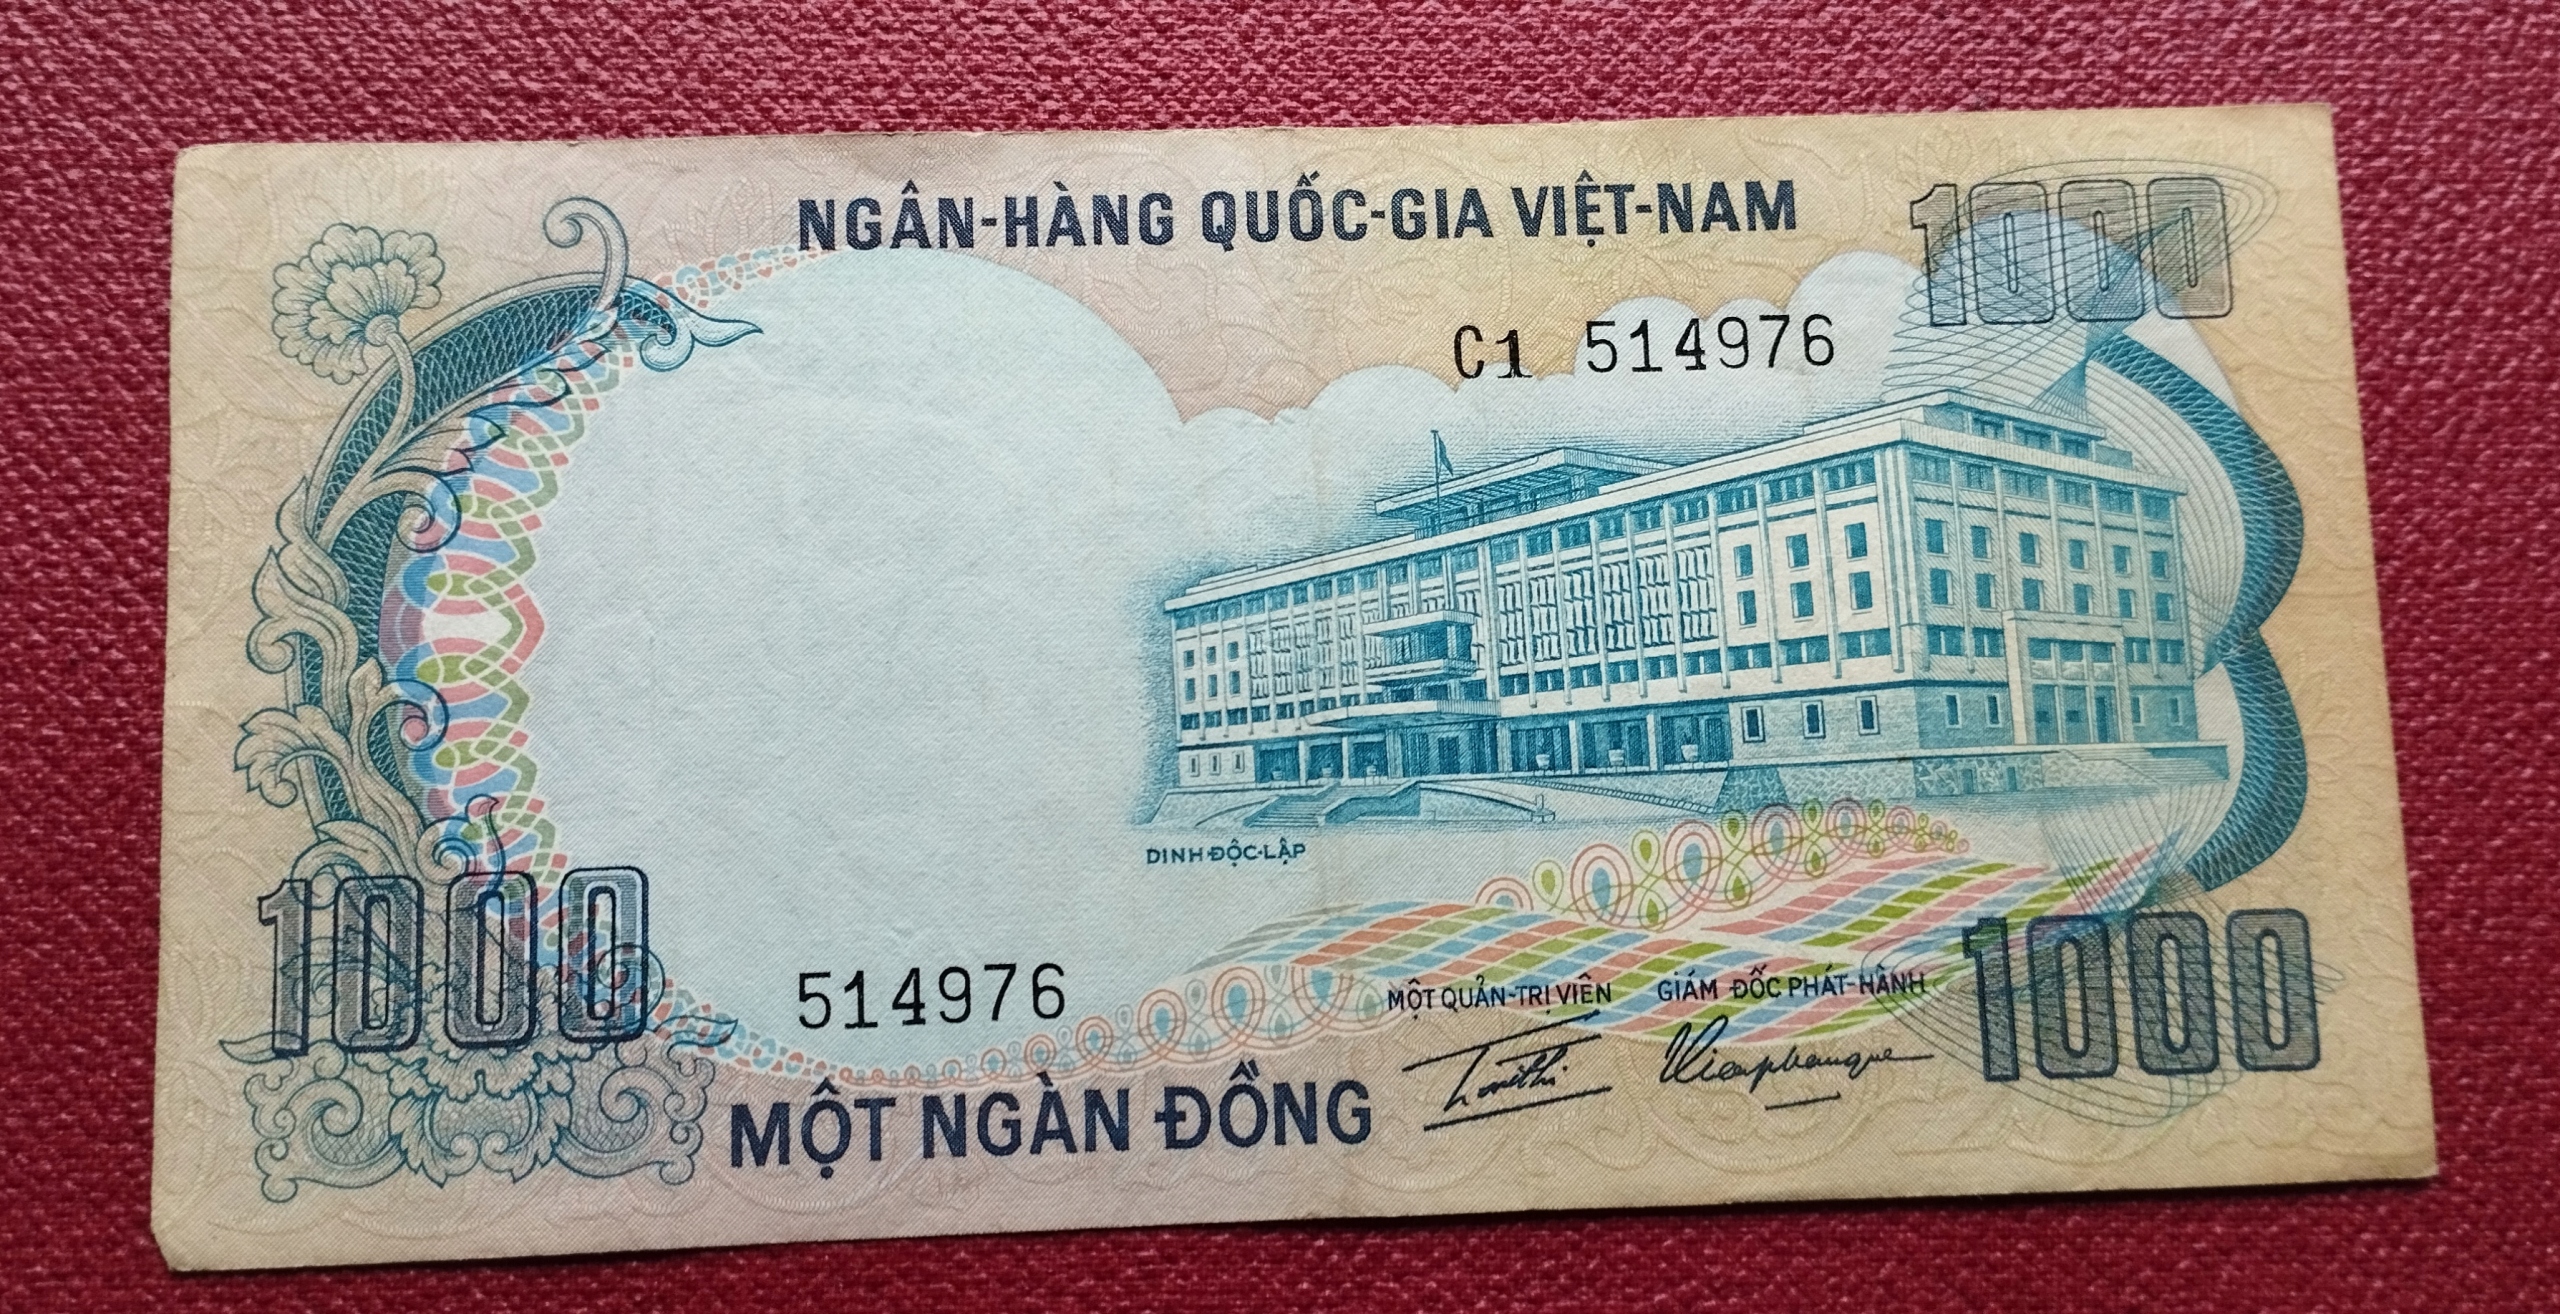 NGÂN-HÀNG QUỐC-GIA VIỆT-NAM
1000
C1 514976
DINH ĐỘC-LẬP
1000
514976
MỘT QUẢN-TRỊ VIÊN
GIÁM ĐỐC PHÁT-HÀNH
1000
MỘT NGÀN ĐỒNG